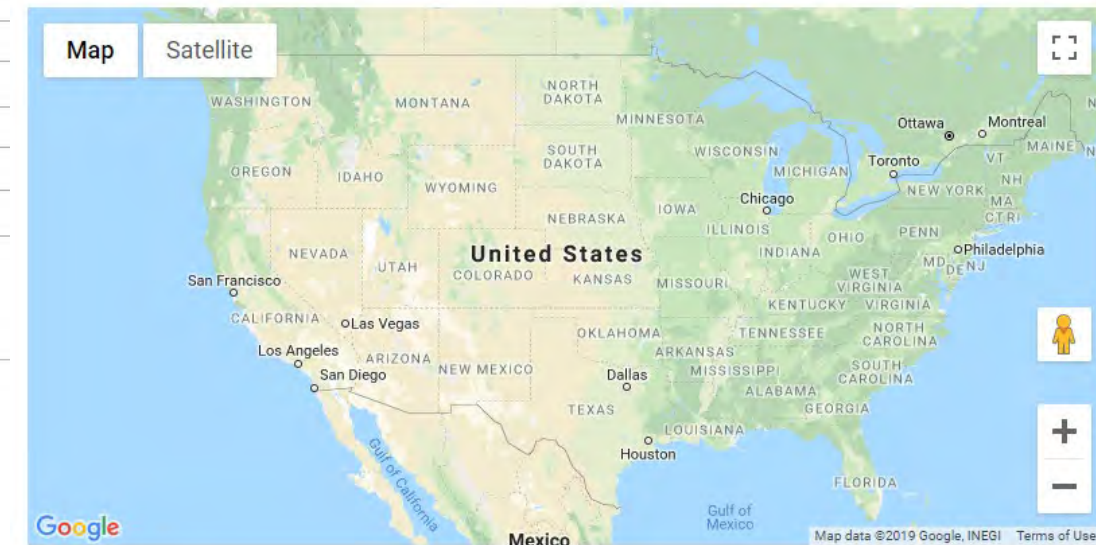 Map
Satellite
NORTH
DAKOTA
WASHINGTON
MONTANA
MINNESOTA
Ottawa
Montreal
MAINE
N
N
SOUTH
DAKOTA
WISCONSIN
MICHIGAN
Toronto
VT
NH
OREGON
IDAHO
WYOMING
NEW YORK
MA
CT RI
Chicago
NEBRASKA
IOWA
ILLINOIS
INDIANA
OHIO
PENN
Philadelphia
NEVADA
UTAH
United States
COLORADO
KANSAS
MISSOURI
WEST
VIRGINIA
MD
DE
NJ
San Francisco
KENTUCKY
VIRGINIA
CALIFORNIA
Las Vegas
OKLAHOMA
TENNESSEE
NORTH
CAROLINA
Los Angeles
ARIZONA
NEW MEXICO
ARKANSAS
MISSISSIPPI
SOUTH
CAROLINA
San Diego
Dallas
ALABAMA
TEXAS
GEORGIA
LOUISIANA
Houston
Gulf of California
FLORIDA
Gulf of
Mexico
Google
Mexico
Map data ©2019 Google, INEGI
Terms of Use